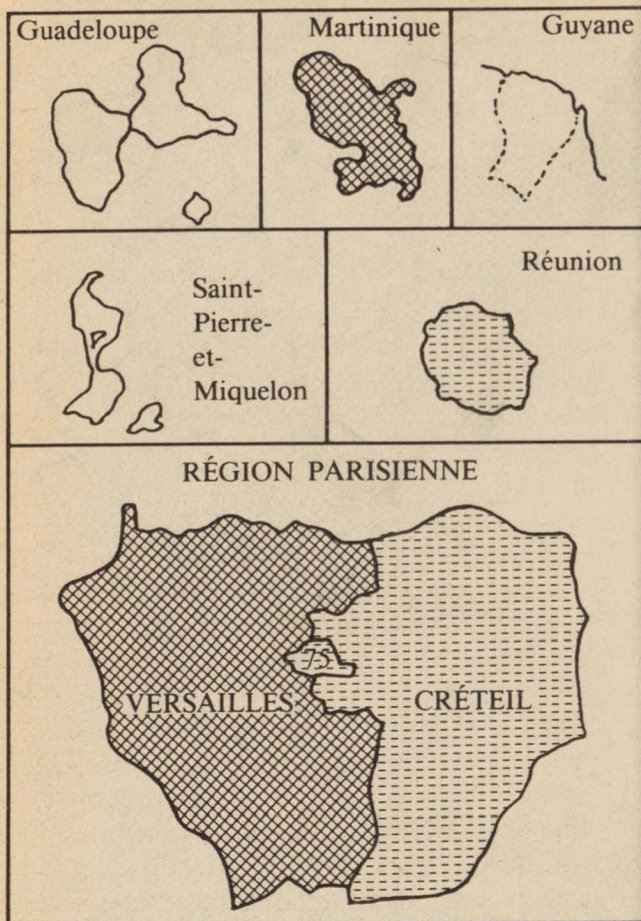 Guadeloupe
Martinique
Guyane
Saint-
Pierre-
et-
Miquelon
Réunion
RÉGION PARISIENNE
75
VERSAILLES
CRÉTEIL